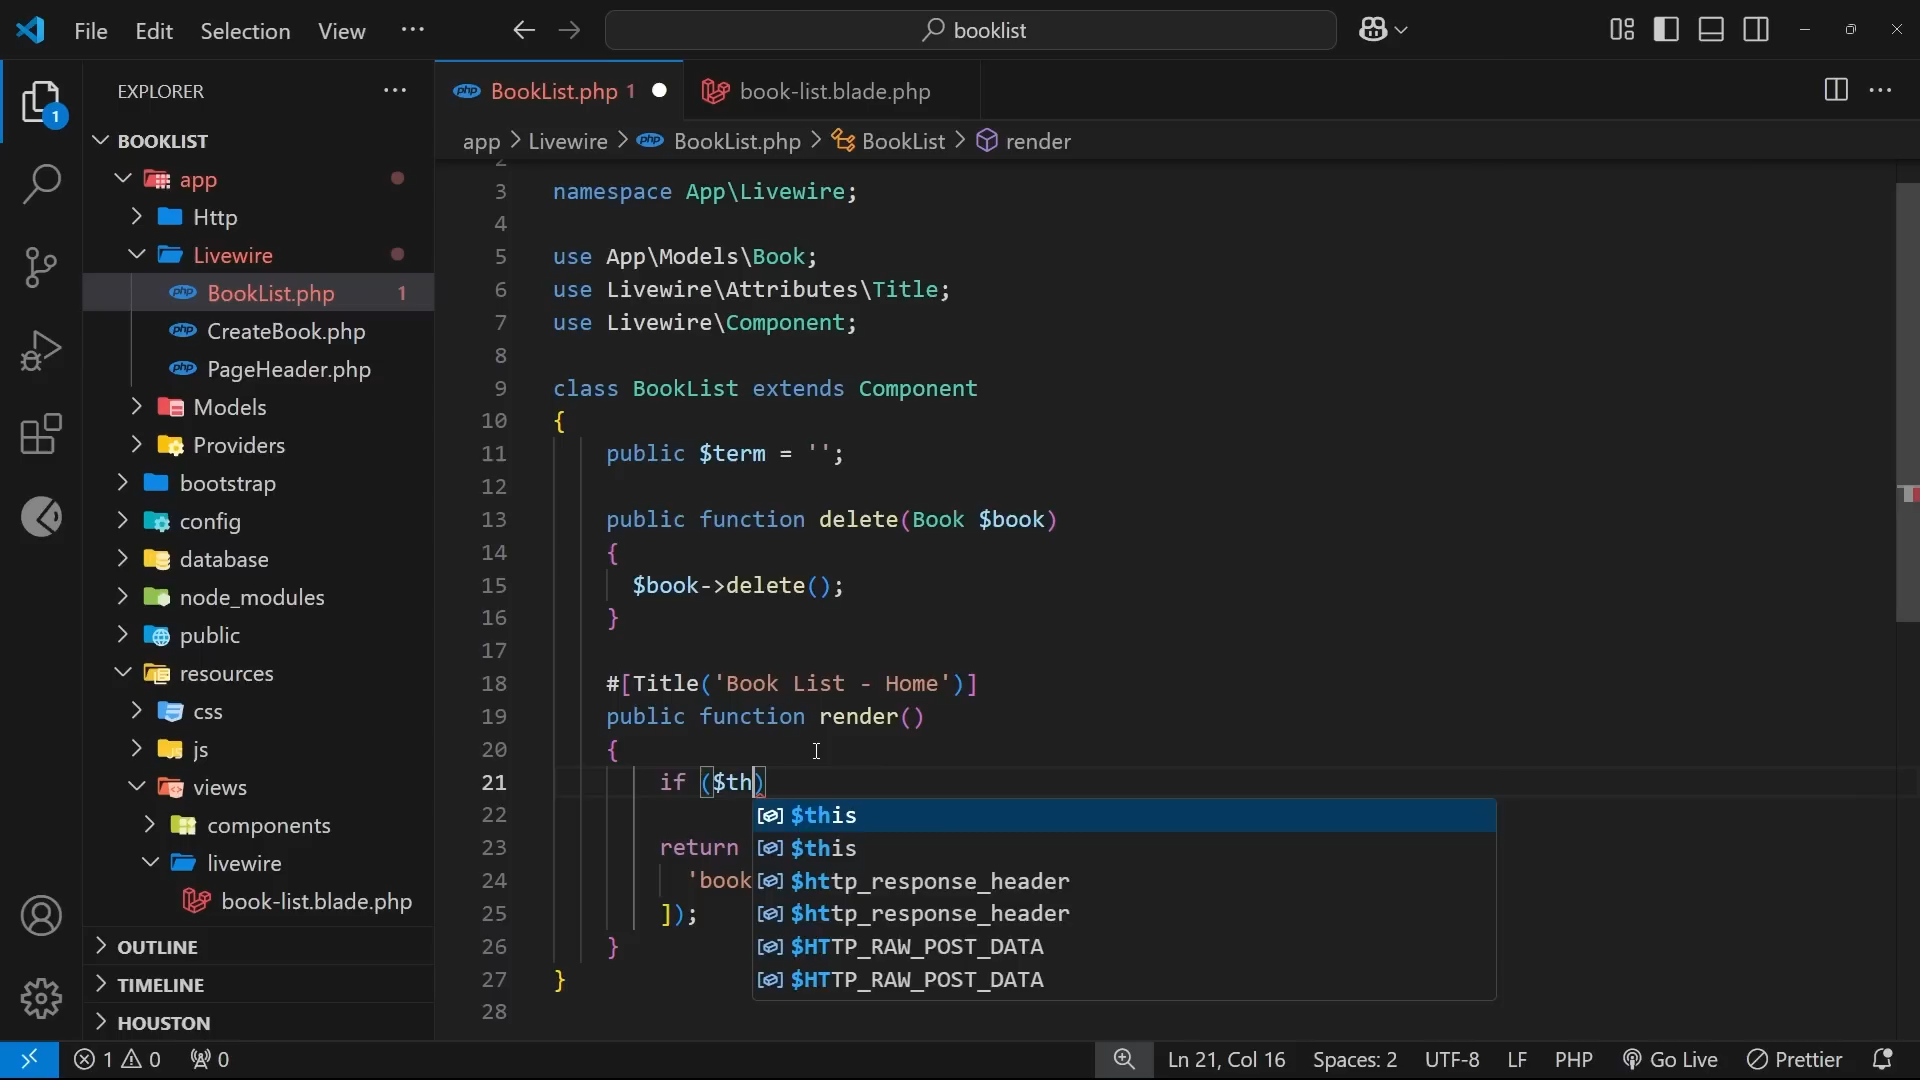 File Edit Selection View ··· booklist
EXPLORER
BOOKLIST
app
Http
Livewire
BookList.php 1
CreateBook.php
PageHeader.php
Models
Providers
bootstrap
config
database
node_modules
public
resources
css
js
views
components
livewire
book-list.blade.php
OUTLINE
TIMELINE
HOUSTON
1
BookList.php 1 book-list.blade.php
app > Livewire > BookList.php > BookList > render
2
3 namespace App\Livewire;
4
5 use App\Models\Book;
6 use Livewire\Attributes\Title;
7 use Livewire\Component;
8
9 class BookList extends Component
10 {
11 public $term = '';
12
13 public function delete(Book $book)
14 {
15 $book->delete();
16 }
17
18 #[Title('Book List - Home')]
19 public function render()
20 {
21 if ($th)
22
23 return
24 'book
25 ]);
26 }
27 }
28
$this
$this
$http_response_header
$http_response_header
$HTTP_RAW_POST_DATA
$HTTP_RAW_POST_DATA
1 0 0 Ln 21, Col 16 Spaces: 2 UTF-8 LF PHP Go Live Prettier